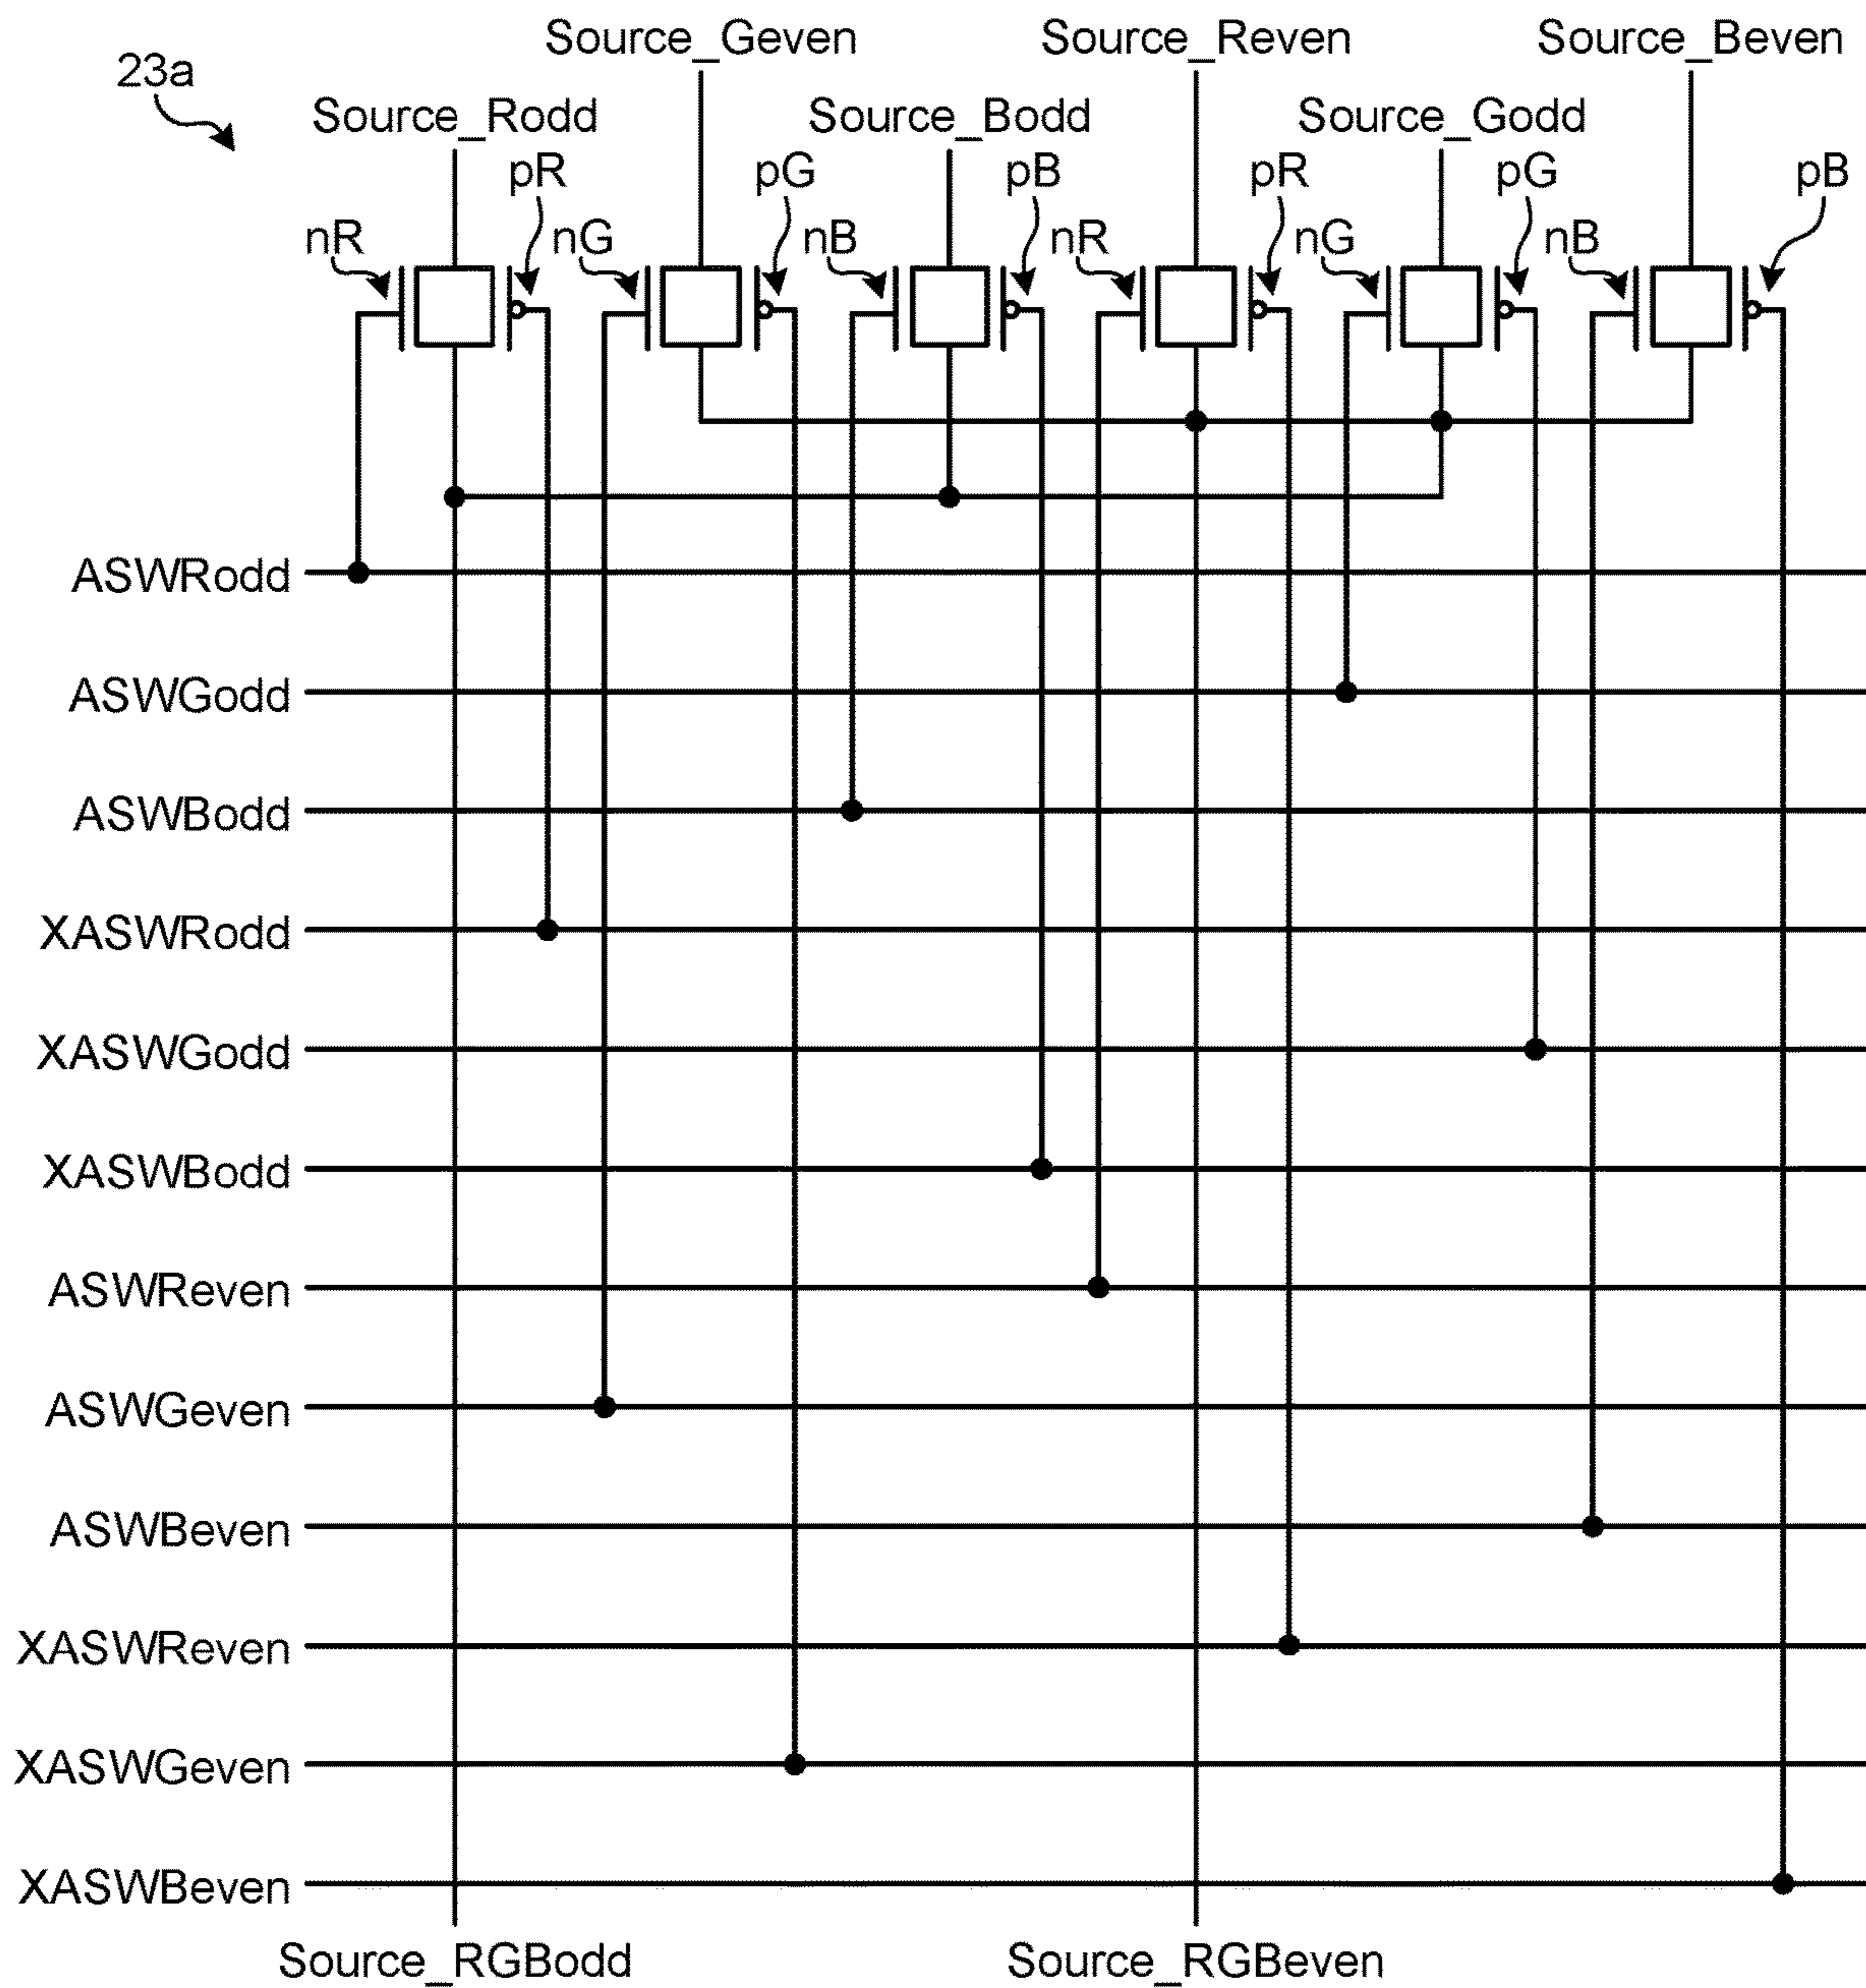 Source_Geven Source_Reven Source_Beven
23a
Source_Rodd Source_Bodd Source_Godd
pR pG pB pR pG pB
nR nG nB nR nG nB
ASWRodd
ASWGodd
ASWBodd
XASWRodd
XASWGodd
XASWBodd
ASWReven
ASWGeven
ASWBeven
XASWReven
XASWGeven
XASWBeven
Source_RGBodd Source_RGBeven